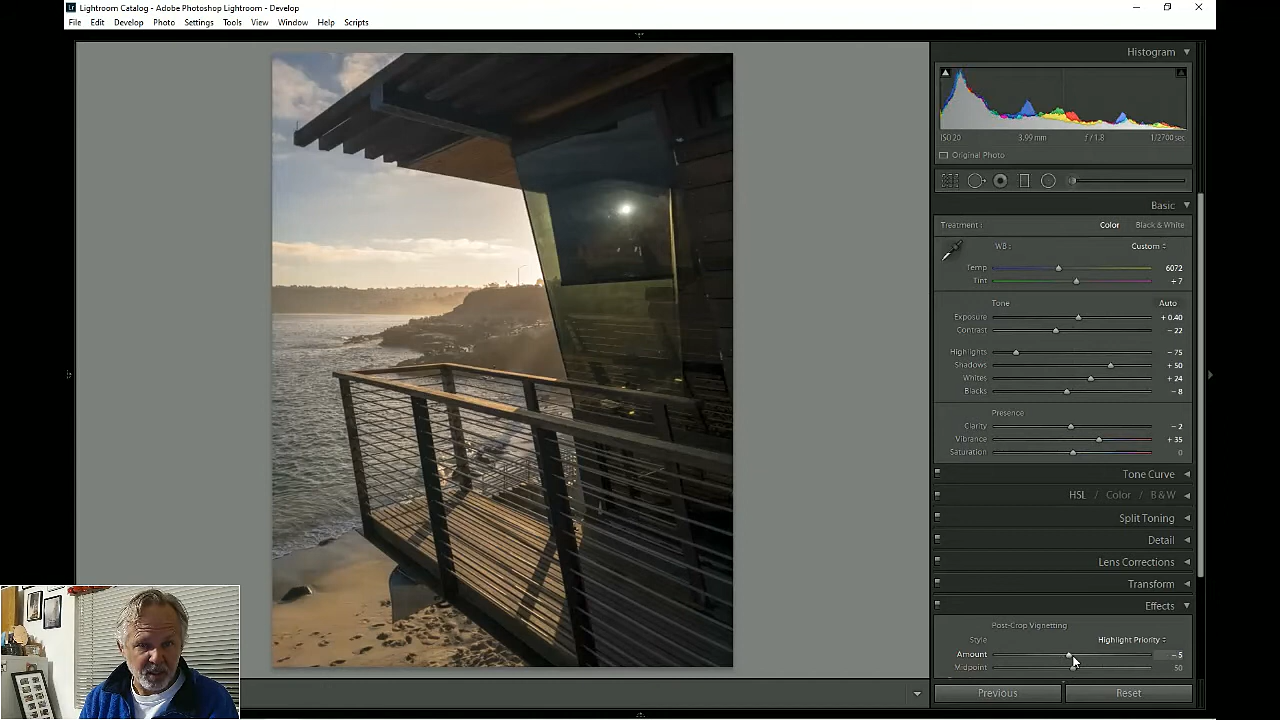 Lightroom Catalog - Adobe Photoshop Lightroom - Develop
File Edit Develop Photo Settings Tools View Window Help Scripts
Histogram
ISO 20 3.99 mm ƒ / 1.8 1/2700 sec
Original Photo
Basic
Treatment : Color Black & White
WB : Custom
Temp 6072
Tint + 7
Tone Auto
Exposure + 0.40
Contrast − 22
Highlights − 75
Shadows + 50
Whites + 24
Blacks − 8
Presence
Clarity − 2
Vibrance + 35
Saturation 0
Tone Curve
HSL / Color / B & W
Split Toning
Detail
Lens Corrections
Transform
Effects
Post-Crop Vignetting
Style Highlight Priority
Amount − 5
Midpoint 50
Previous Reset